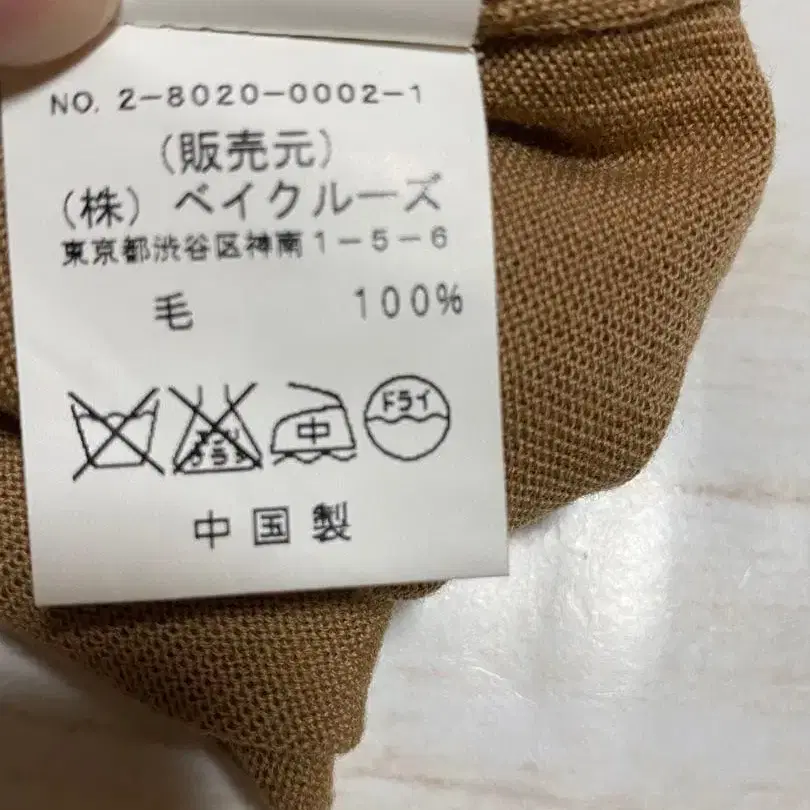 NO. 2-8020-0002-1
(販売元)
(株) ベイクルーズ
東京都渋谷区神南1-5-6
毛 100%
中 ドライ
中国製